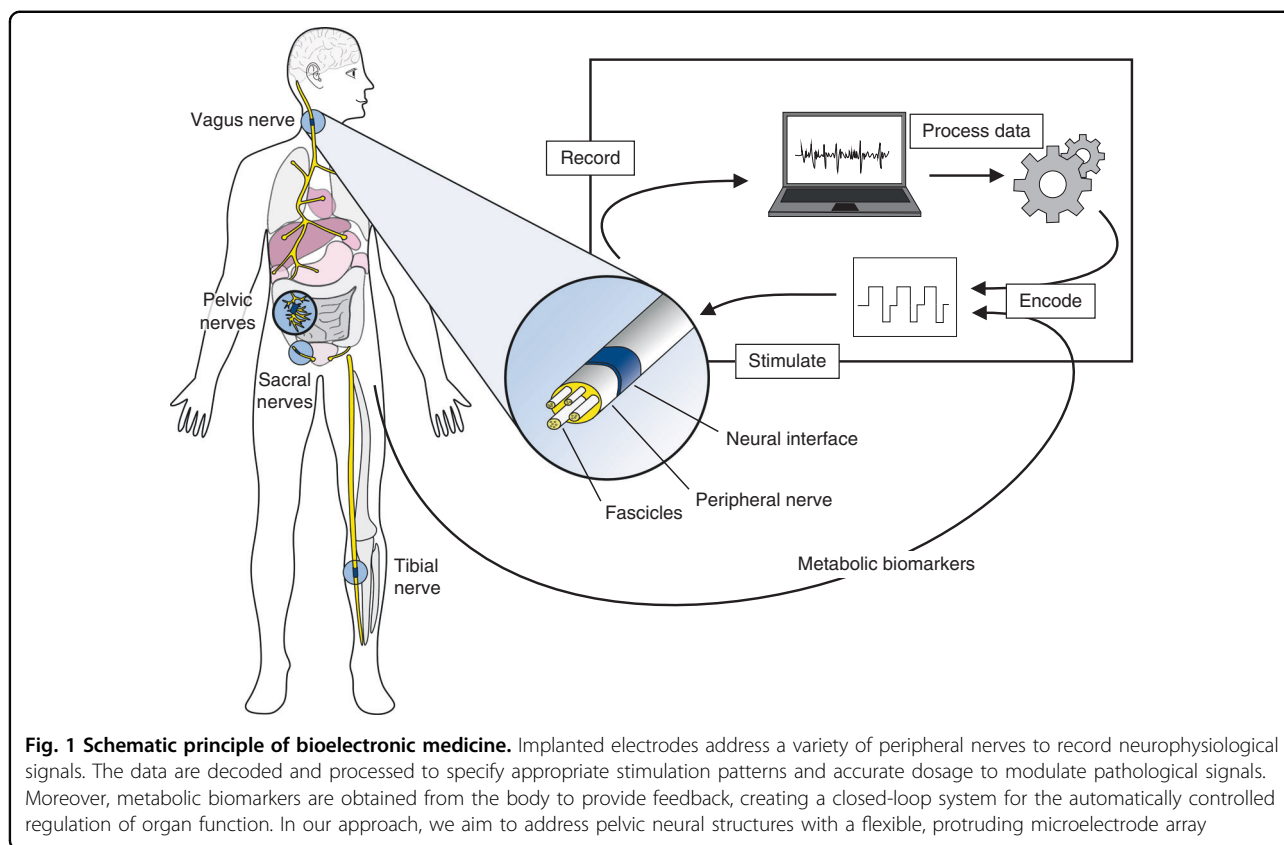 Vagus nerve
Pelvic
nerves
Sacral
nerves
Tibial
nerve
Record
Process data
Encode
Stimulate
Neural interface
Peripheral nerve
Fascicles
Metabolic biomarkers
Fig. 1 Schematic principle of bioelectronic medicine. Implanted electrodes address a variety of peripheral nerves to record neurophysiological
signals. The data are decoded and processed to specify appropriate stimulation patterns and accurate dosage to modulate pathological signals.
Moreover, metabolic biomarkers are obtained from the body to provide feedback, creating a closed-loop system for the automatically controlled
regulation of organ function. In our approach, we aim to address pelvic neural structures with a flexible, protruding microelectrode array